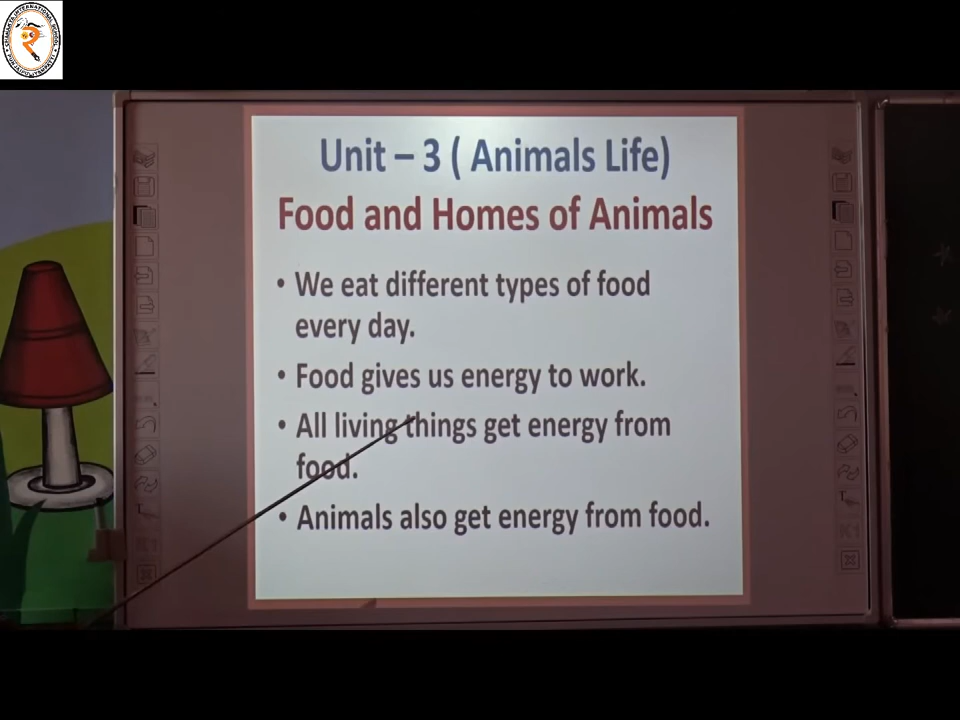 Unit – 3 ( Animals Life)
Food and Homes of Animals
• We eat different types of food
every day.
• Food gives us energy to work.
• All living things get energy from
food.
• Animals also get energy from food.